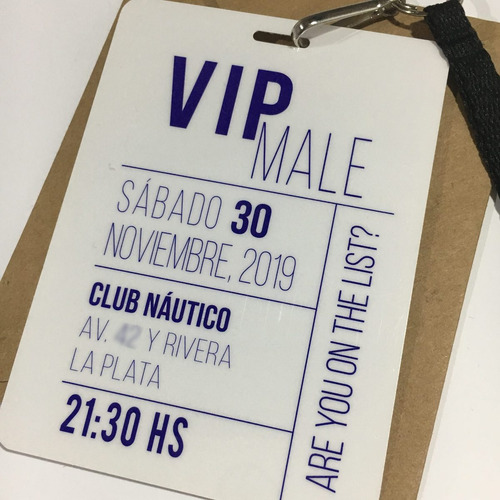 VIP
MALE
SÁBADO 30
NOVIEMBRE, 2019
CLUB NÁUTICO
AV. Y RIVERA
LA PLATA
21:30 HS
ARE YOU ON THE LIST?